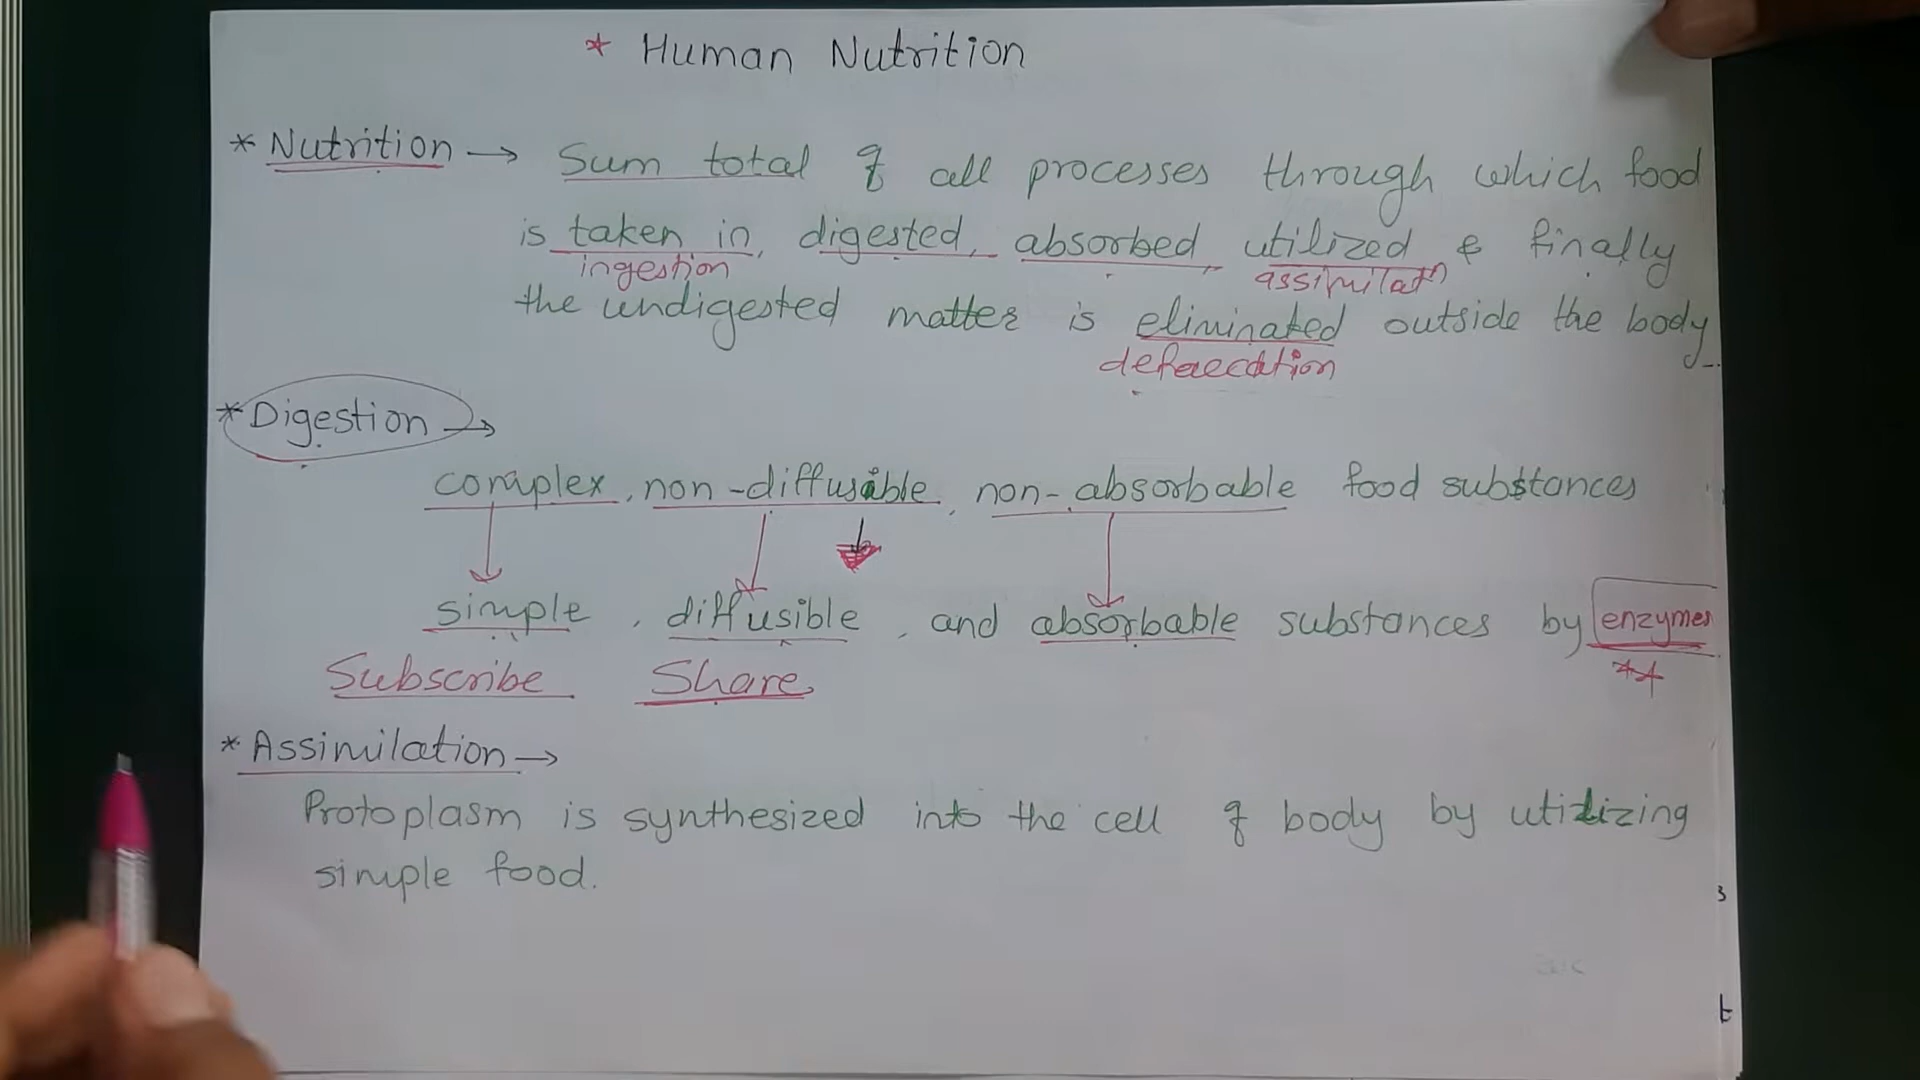 * Human Nutrition
* Nutrition → Sum total of all processes through which food
is taken in, digested, absorbed, utilized & finally
ingestion assimilatn
the undigested matter is eliminated outside the body
defaecation
* Digestion →
complex, non-diffusible, non-absorbable food substances
simple, diffusible, and absorbable substances by enzymes
**
Subscribe Share
* Assimilation →
Protoplasm is synthesized into the cell of body by utilizing
simple food.
3
t